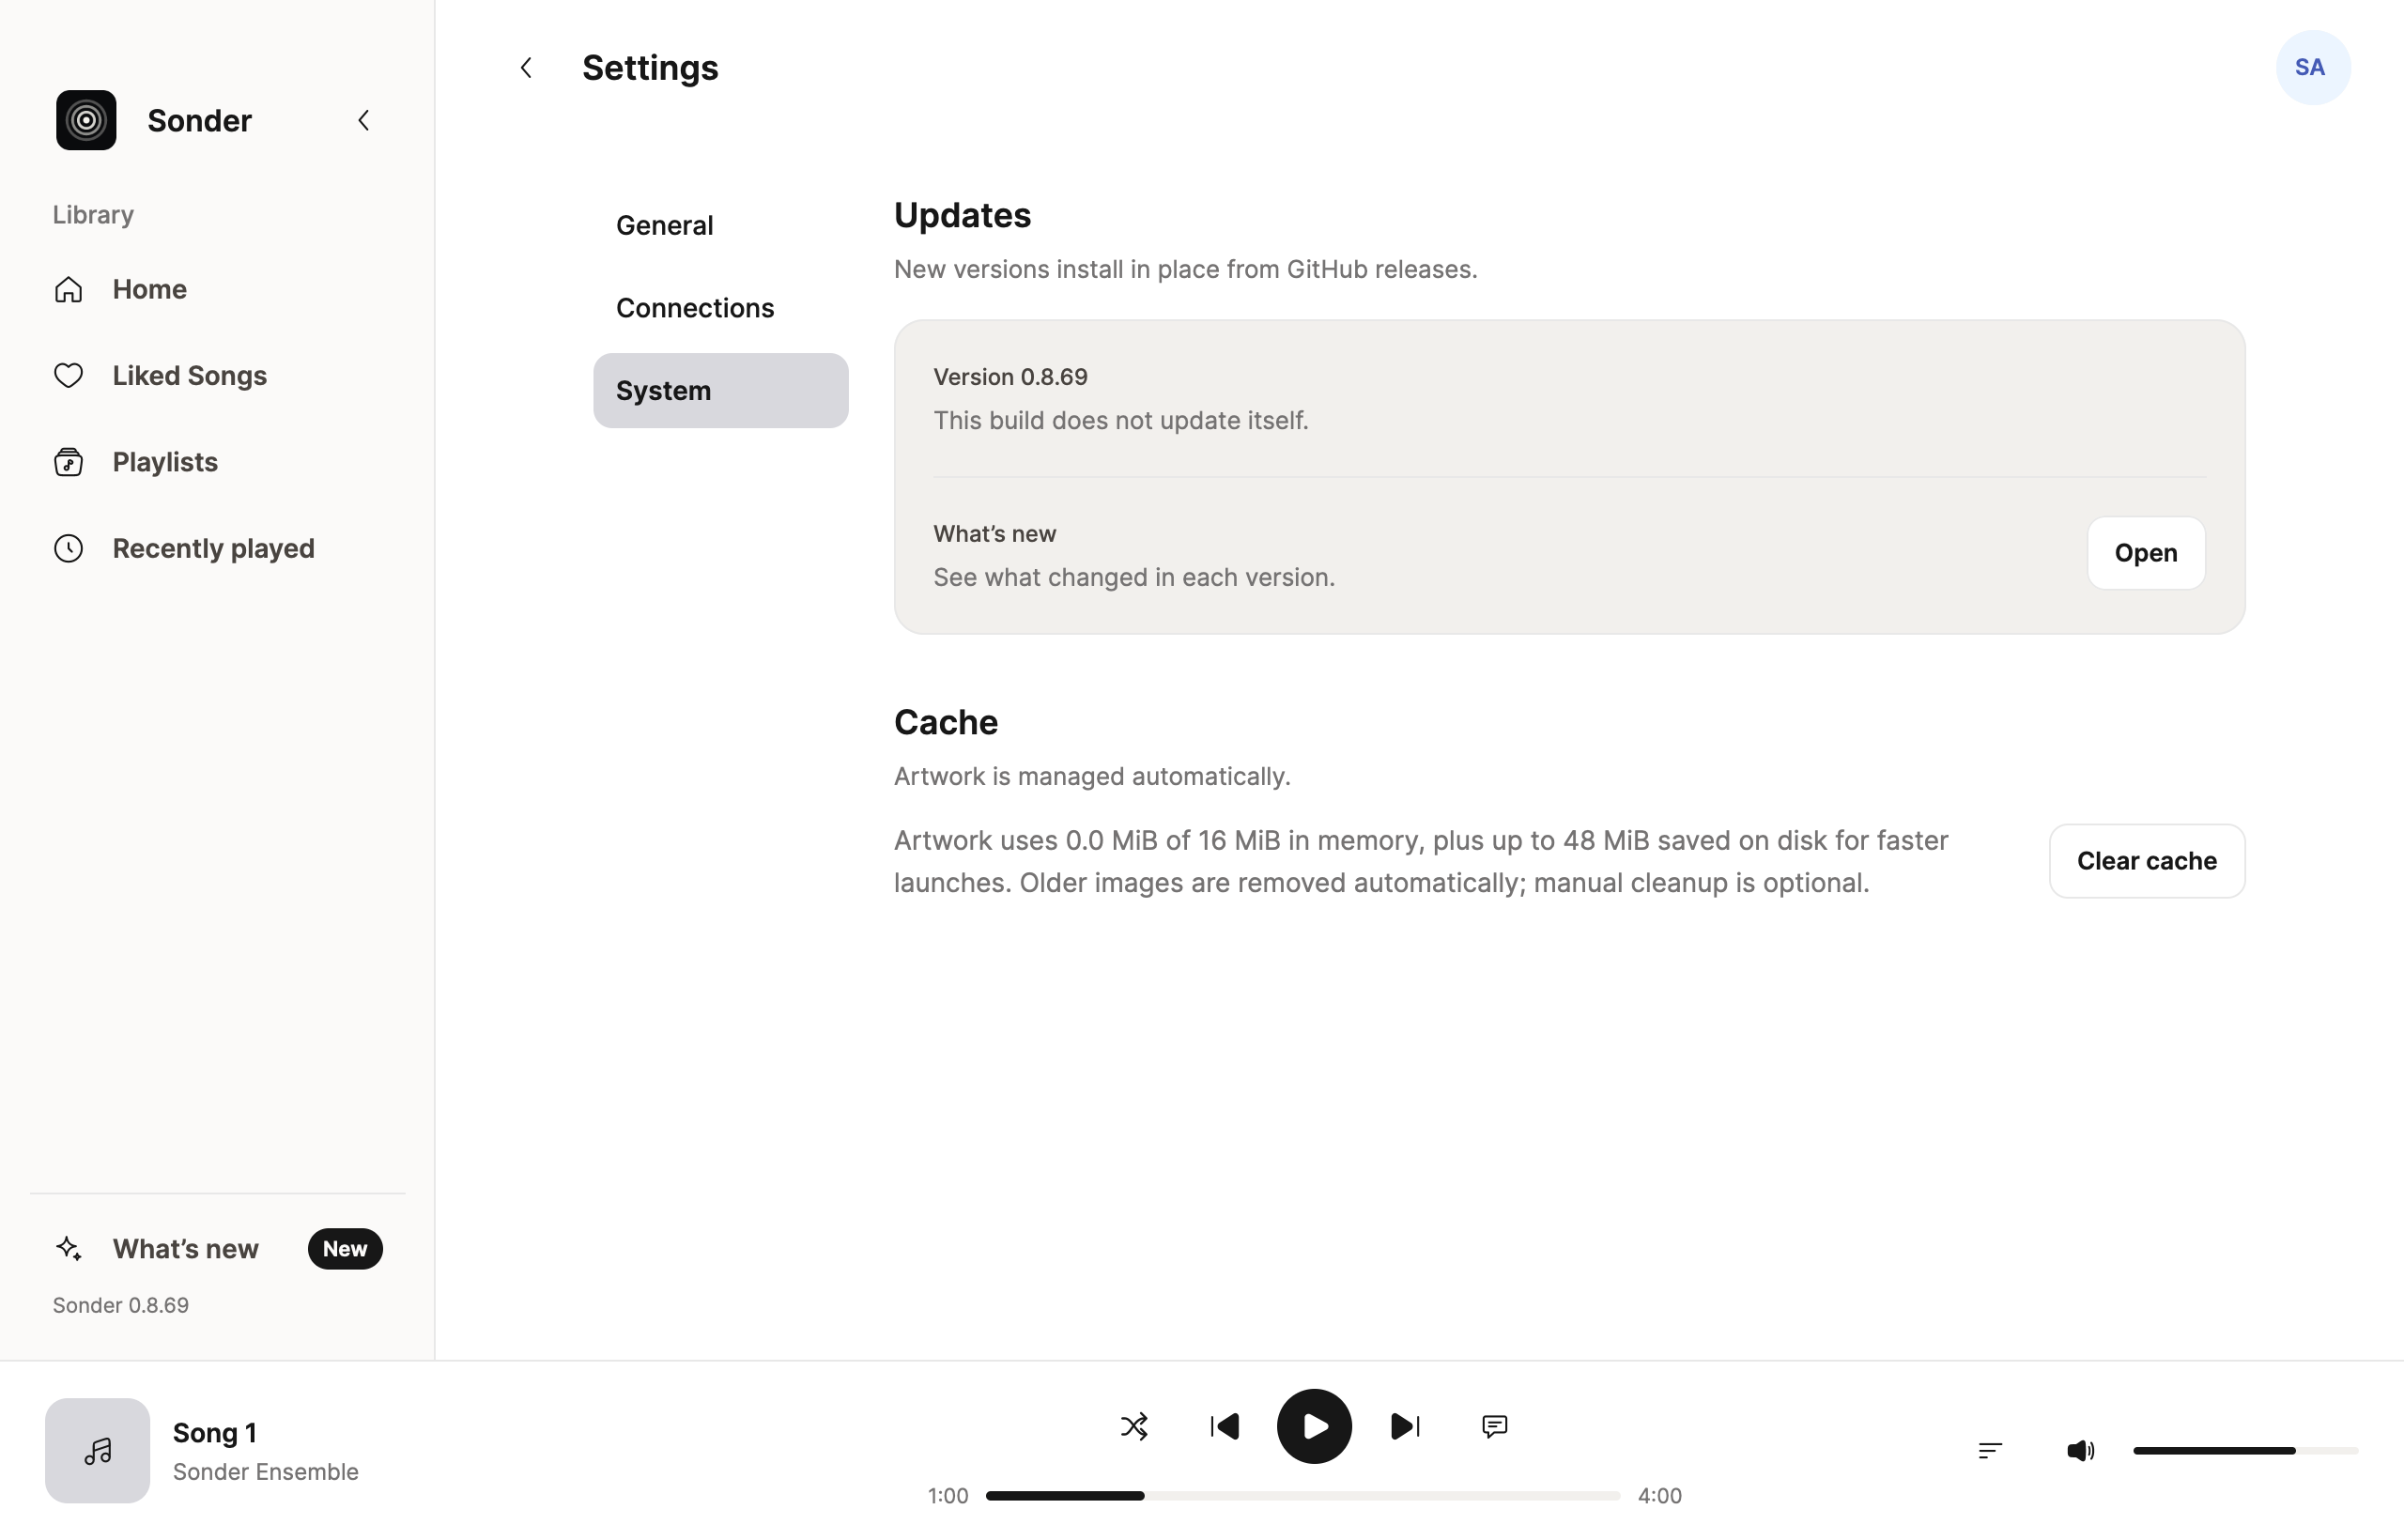 Sonder
Library
Home
Liked Songs
Playlists
Recently played
What’s new
New
Sonder 0.8.69
Settings
SA
General
Connections
System
Updates
New versions install in place from GitHub releases.
Version 0.8.69
This build does not update itself.
What’s new
See what changed in each version.
Open
Cache
Artwork is managed automatically.
Artwork uses 0.0 MiB of 16 MiB in memory, plus up to 48 MiB saved on disk for faster
launches. Older images are removed automatically; manual cleanup is optional.
Clear cache
Song 1
Sonder Ensemble
1:00
4:00